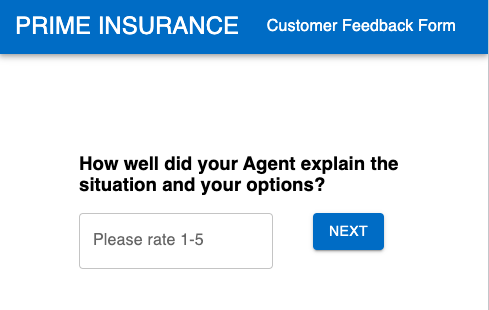 PRIME INSURANCE Customer Feedback Form
How well did your Agent explain the
situation and your options?
Please rate 1-5 NEXT